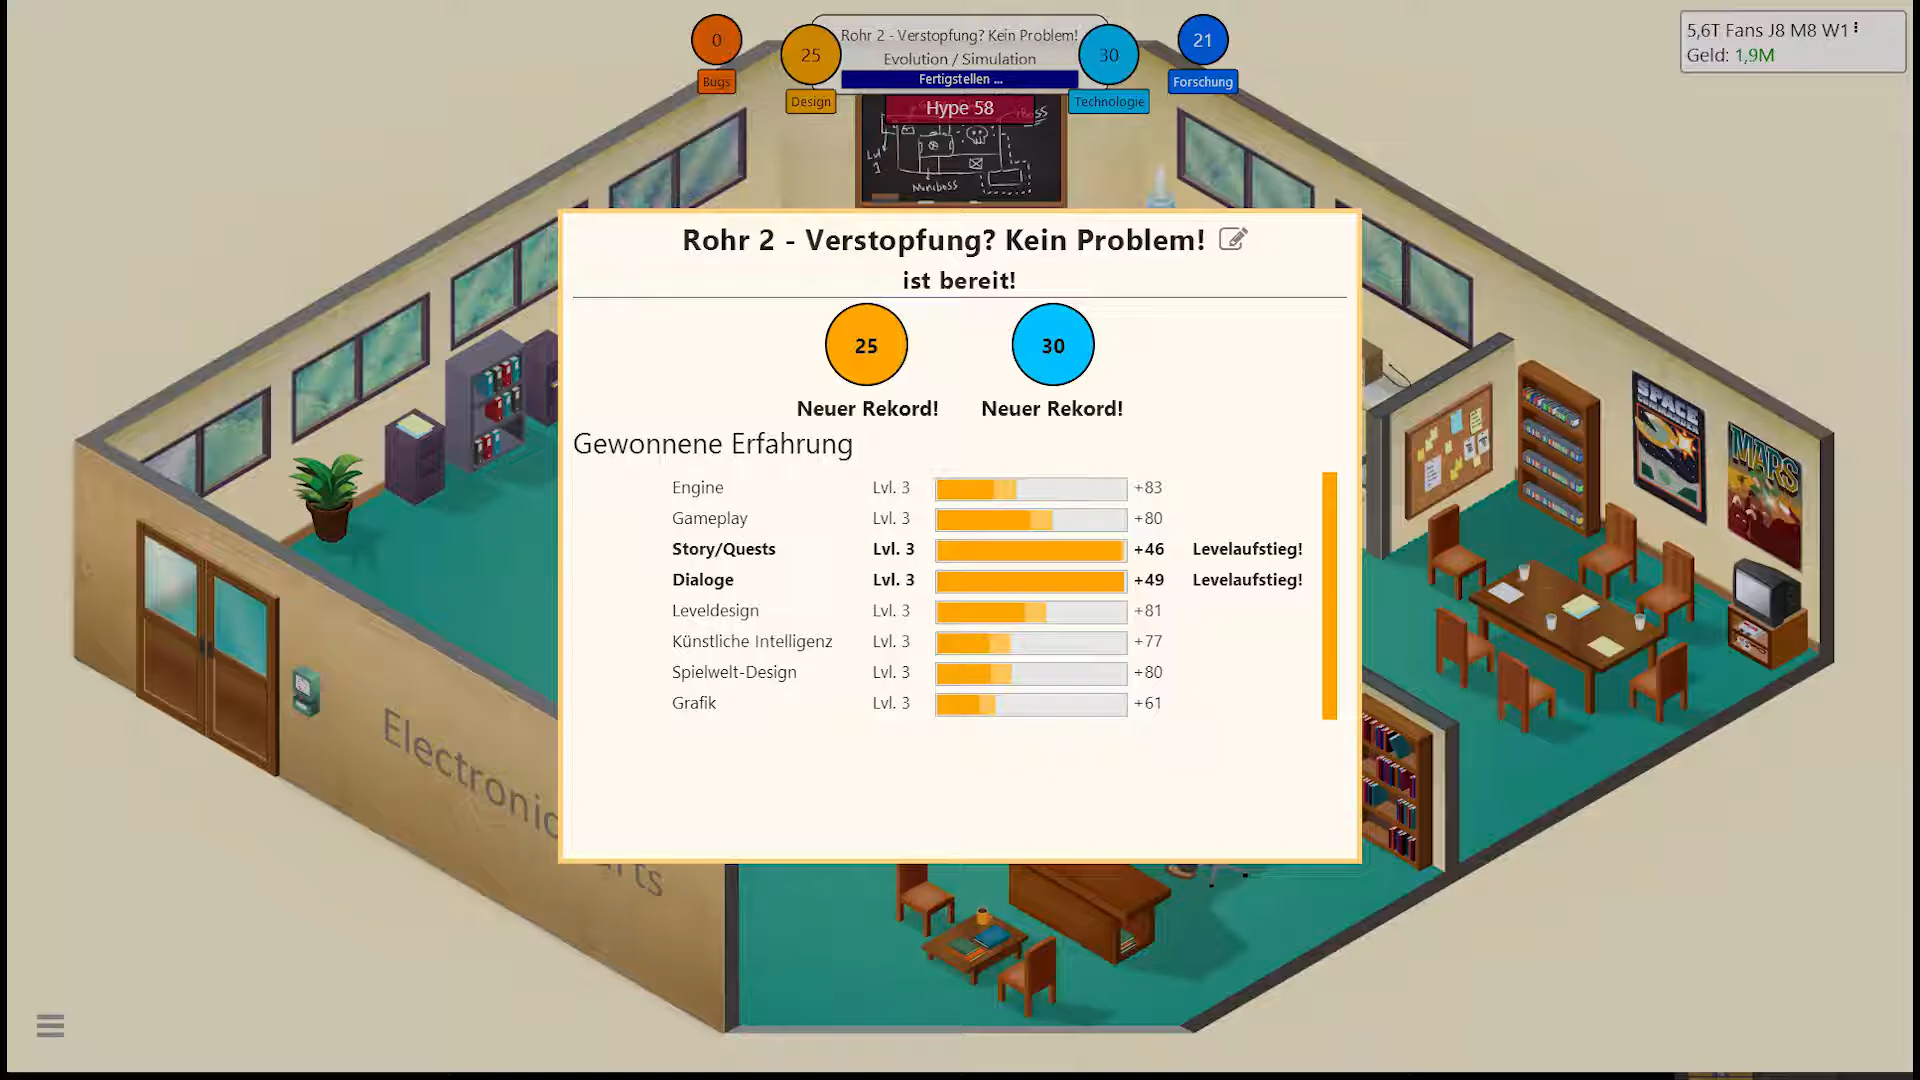 0
Bugs
25
Design
Rohr 2 - Verstopfung? Kein Problem!
Evolution / Simulation
Fertigstellen ...
Hype 58
30
Technologie
21
Forschung
5,6T Fans J8 M8 W1
Geld: 1,9M
Boss
Lvl
1
Miniboss
Rohr 2 - Verstopfung? Kein Problem!
ist bereit!
25
30
Neuer Rekord! Neuer Rekord!
Gewonnene Erfahrung
Engine Lvl. 3 +83
Gameplay Lvl. 3 +80
Story/Quests Lvl. 3 +46 Levelaufstieg!
Dialoge Lvl. 3 +49 Levelaufstieg!
Leveldesign Lvl. 3 +81
Künstliche Intelligenz Lvl. 3 +77
Spielwelt-Design Lvl. 3 +80
Grafik Lvl. 3 +61
SPACE
MARS
Electronic
rts